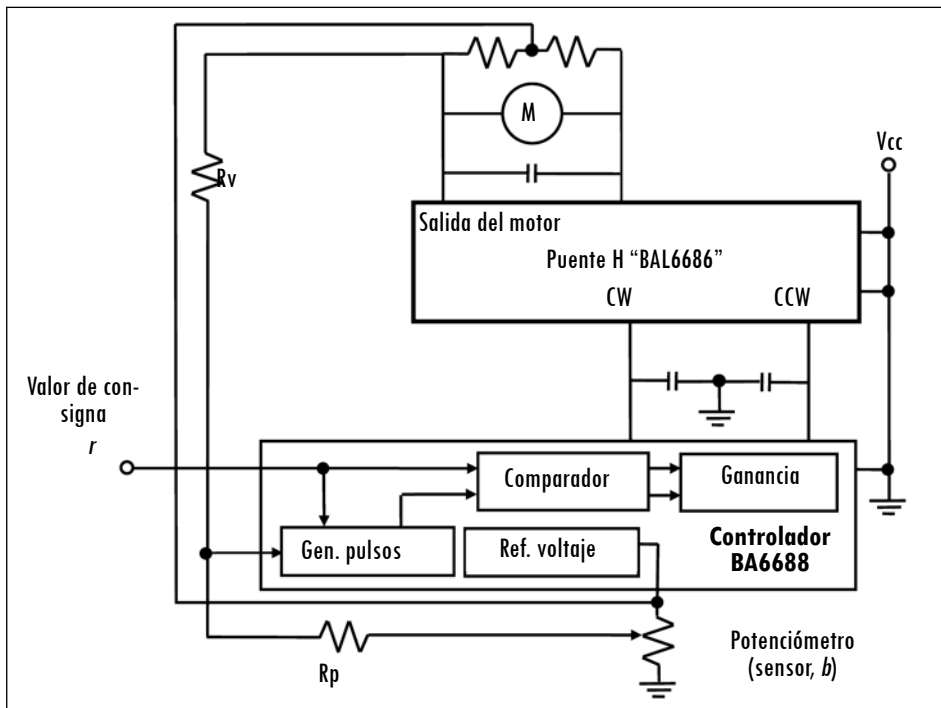 M
Vcc
Rv
Salida del motor
Puente H “BAL6686”
CW CCW
Valor de con-
signa
r
Comparador
Ganancia
Gen. pulsos
Ref. voltaje
Controlador
BA6688
Rp
Potenciómetro
(sensor, b)